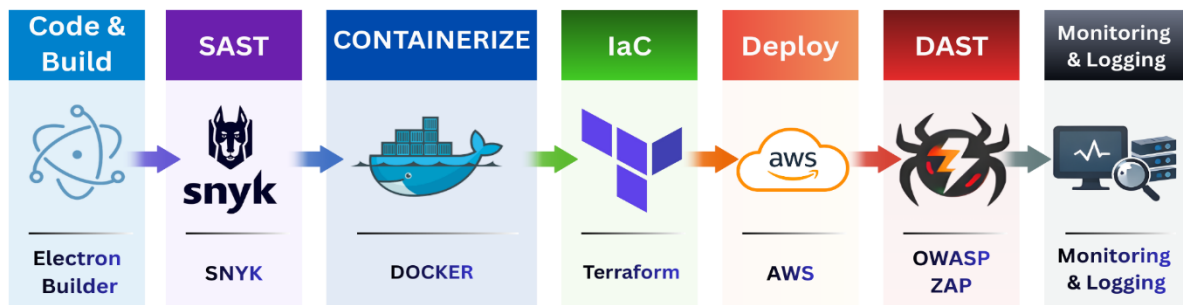 Code &
Build
SAST
CONTAINERIZE
IaC
Deploy
DAST
Monitoring
& Logging
snyk
aws
Electron
Builder
SNYK
DOCKER
Terraform
AWS
OWASP
ZAP
Monitoring
& Logging